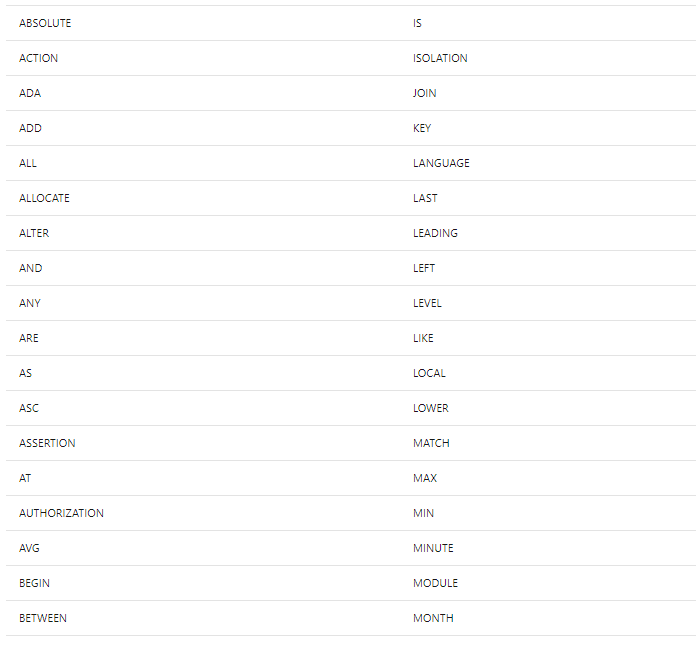 ABSOLUTE IS
ACTION ISOLATION
ADA JOIN
ADD KEY
ALL LANGUAGE
ALLOCATE LAST
ALTER LEADING
AND LEFT
ANY LEVEL
ARE LIKE
AS LOCAL
ASC LOWER
ASSERTION MATCH
AT MAX
AUTHORIZATION MIN
AVG MINUTE
BEGIN MODULE
BETWEEN MONTH